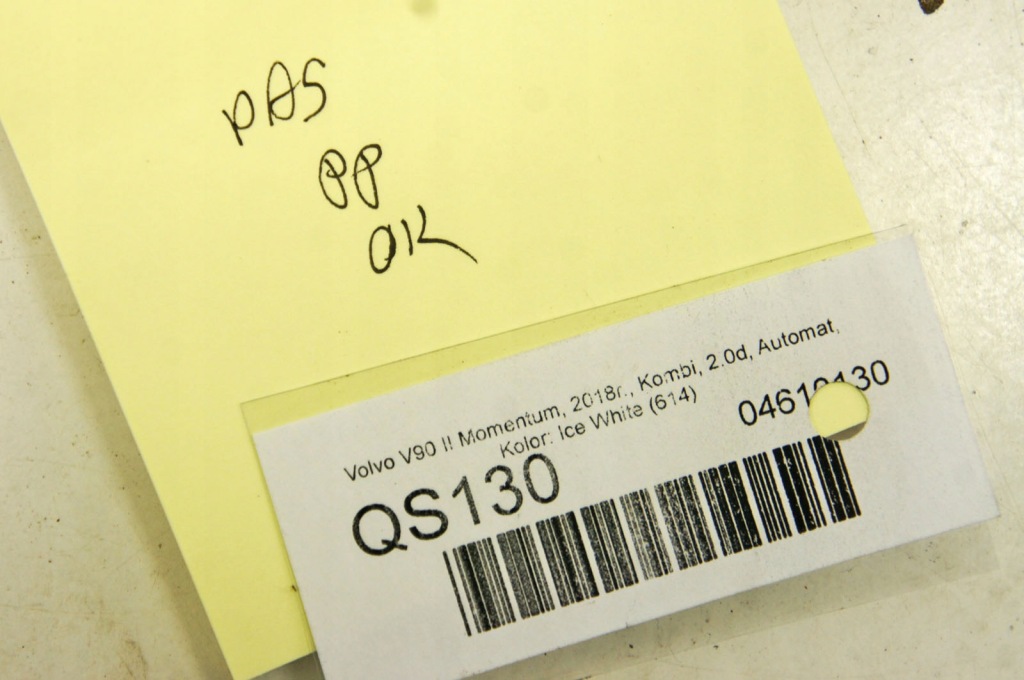 PAS
PP
OK
Volvo V90 II Momentum, 2018r., Kombi, 2.0d, Automat,
Kolor: Ice White (614)
QS130